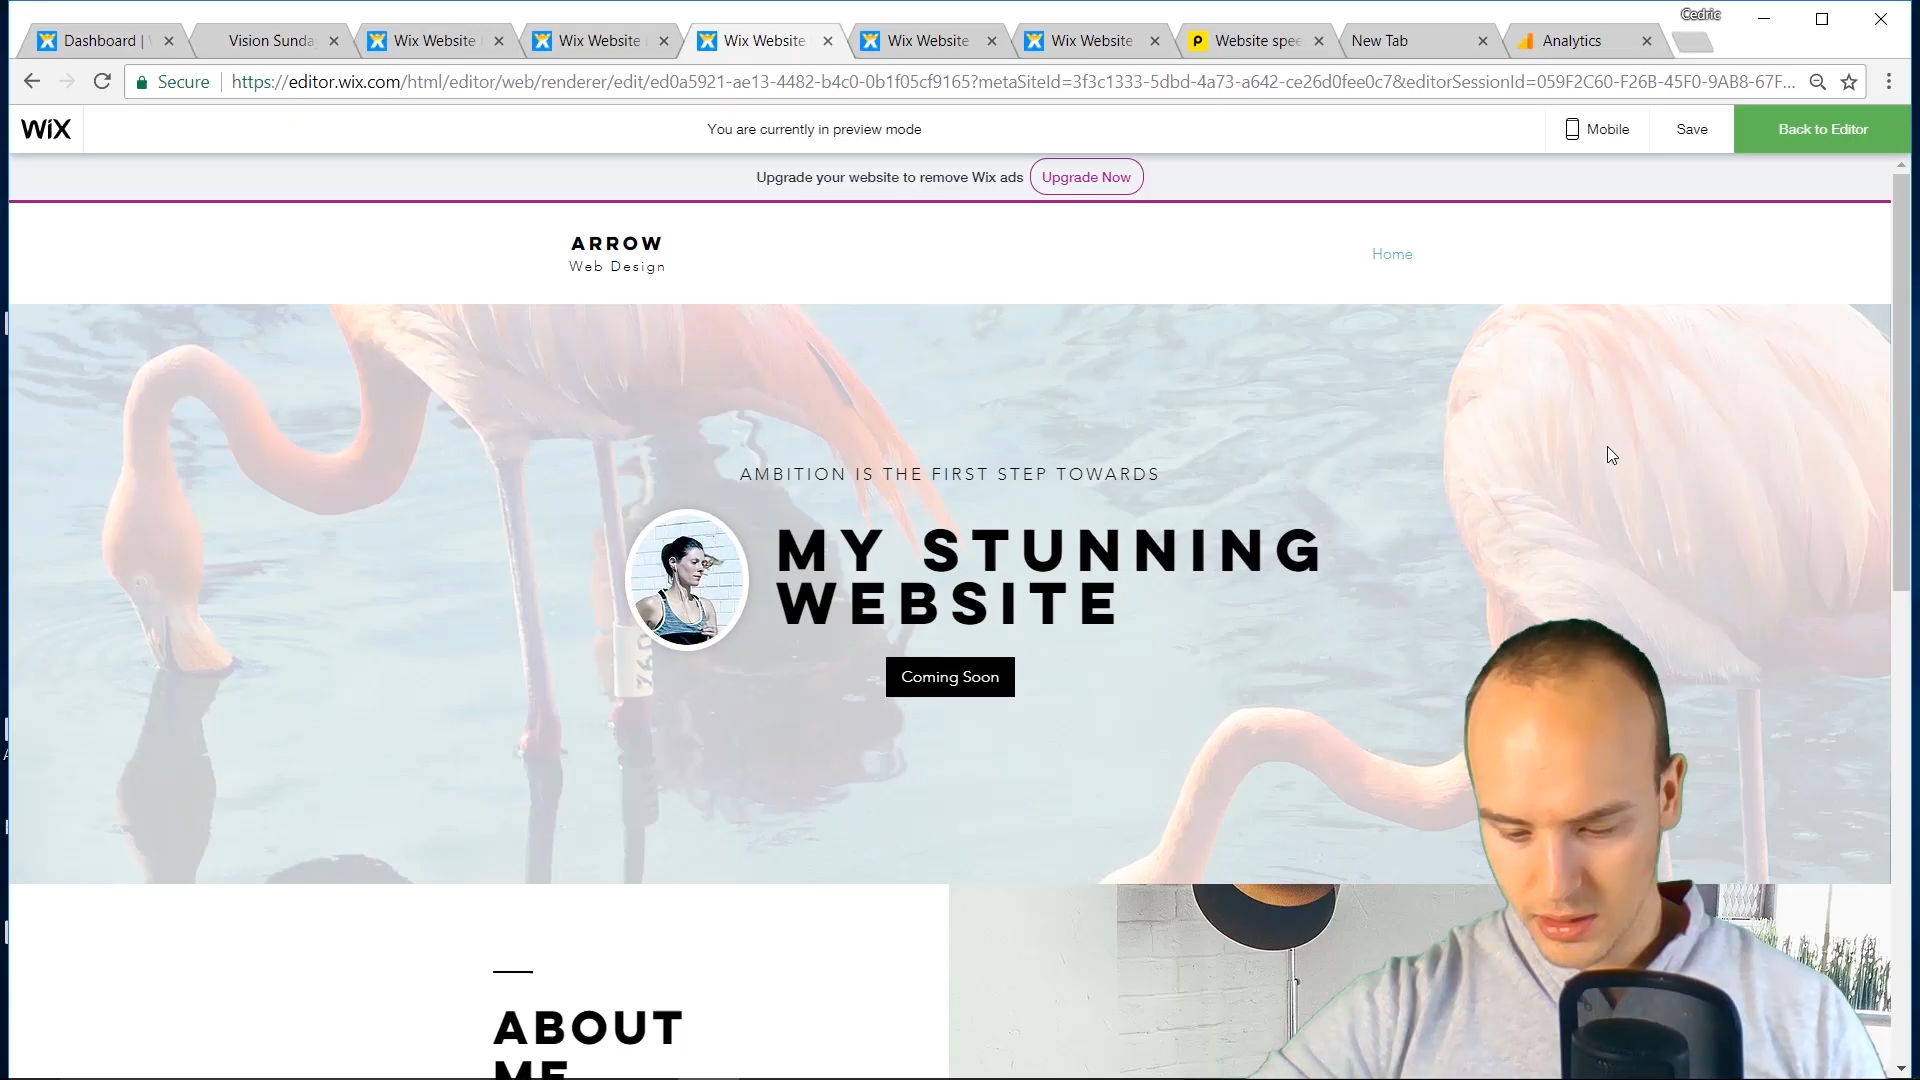 Cedric
Dashboard |
Vision Sunda
Wix Website
Wix Website
Wix Website
Wix Website
Wix Website
Website spee
New Tab
Analytics
Secure
https://editor.wix.com/html/editor/web/renderer/edit/ed0a5921-ae13-4482-b4c0-0b1f05cf9165?metaSiteId=3f3c1333-5dbd-4a73-a642-ce26d0fee0c7&editorSessionId=059F2C60-F26B-45F0-9AB8-67F...
WiX
You are currently in preview mode
Mobile
Save
Back to Editor
Upgrade your website to remove Wix ads
Upgrade Now
ARROW
Web Design
Home
AMBITION IS THE FIRST STEP TOWARDS
MY STUNNING
WEBSITE
Coming Soon
ABOUT
ME